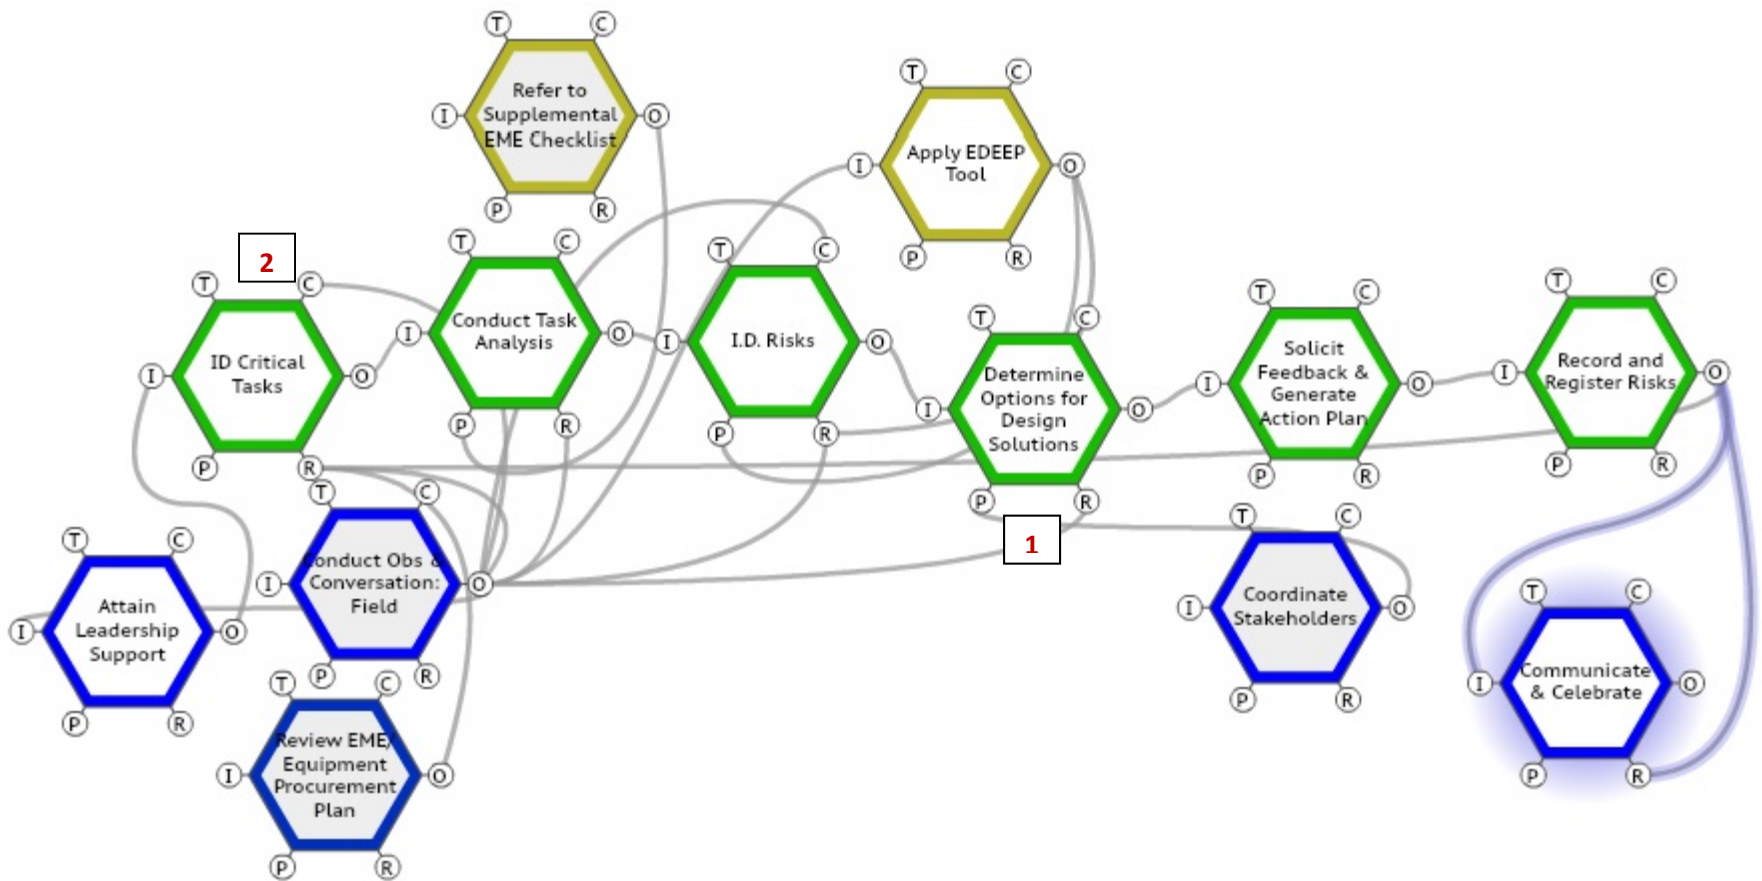 T
C
Refer to
Supplemental
EME Checklist
I
O
P
R
T
C
Apply EDEEP
Tool
I
O
P
R
2
T
C
ID Critical
Tasks
I
O
P
R
T
C
Conduct Task
Analysis
I
O
P
R
T
C
I.D. Risks
I
O
P
R
T
C
Determine
Options for
Design
Solutions
I
O
P
R
1
T
C
Solicit
Feedback &
Generate
Action Plan
I
O
P
R
T
C
Record and
Register Risks
I
O
P
R
T
C
Attain
Leadership
Support
I
O
P
R
T
C
Conduct Obs &
Conversation:
Field
I
O
P
R
T
C
Review EME/
Equipment
Procurement
Plan
I
O
P
R
T
C
Coordinate
Stakeholders
I
O
P
R
T
C
Communicate
& Celebrate
I
O
P
R